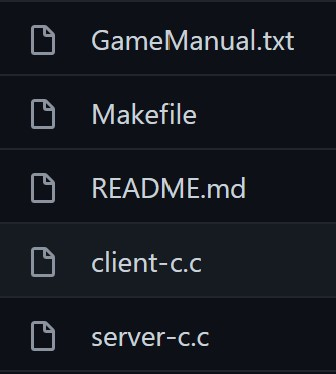 GameManual.txt
Makefile
README.md
client-c.c
server-c.c